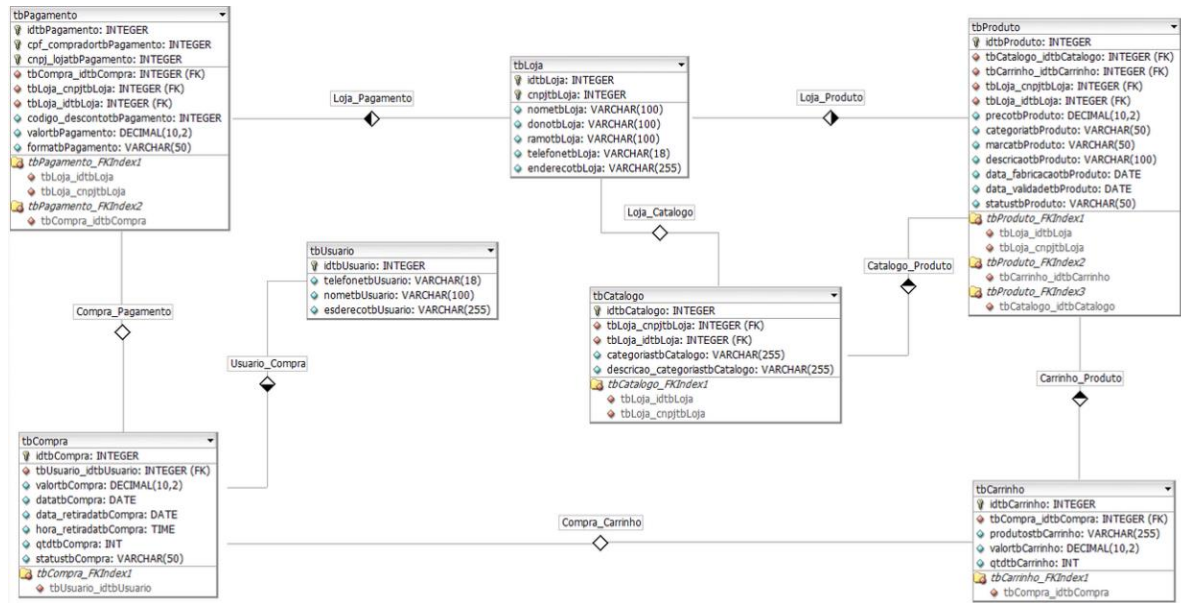 tbPagamento
idtbPagamento: INTEGER
cpf_compradortbPagamento: INTEGER
cnpj_lojatbPagamento: INTEGER
tbCompra_idtbCompra: INTEGER (FK)
tbLoja_cnpjtbLoja: INTEGER (FK)
tbLoja_idtbLoja: INTEGER (FK)
codigo_descontotbPagamento: INTEGER
valortbPagamento: DECIMAL(10,2)
formatbPagamento: VARCHAR(50)
tbPagamento_FKIndex1
tbLoja_idtbLoja
tbLoja_cnpjtbLoja
tbPagamento_FKIndex2
tbCompra_idtbCompra
Loja_Pagamento
tbLoja
idtbLoja: INTEGER
cnpjtbLoja: INTEGER
nometbLoja: VARCHAR(100)
donotbLoja: VARCHAR(100)
ramotbLoja: VARCHAR(100)
telefonetbLoja: VARCHAR(18)
enderecotbLoja: VARCHAR(255)
Loja_Produto
tbProduto
idtbProduto: INTEGER
tbCatalogo_idtbCatalogo: INTEGER (FK)
tbCarrinho_idtbCarrinho: INTEGER (FK)
tbLoja_cnpjtbLoja: INTEGER (FK)
tbLoja_idtbLoja: INTEGER (FK)
precotbProduto: DECIMAL(10,2)
categoriatbProduto: VARCHAR(50)
marcatbProduto: VARCHAR(50)
descricaotbProduto: VARCHAR(100)
data_fabricacaotbProduto: DATE
data_validadetbProduto: DATE
statustbProduto: VARCHAR(50)
tbProduto_FKIndex1
tbLoja_idtbLoja
tbLoja_cnpjtbLoja
tbProduto_FKIndex2
tbCarrinho_idtbCarrinho
tbProduto_FKIndex3
tbCatalogo_idtbCatalogo
Loja_Catalogo
tbUsuario
idtbUsuario: INTEGER
telefonetbUsuario: VARCHAR(18)
nometbUsuario: VARCHAR(100)
esderecotbUsuario: VARCHAR(255)
Catalogo_Produto
tbCatalogo
idtbCatalogo: INTEGER
tbLoja_cnpjtbLoja: INTEGER (FK)
tbLoja_idtbLoja: INTEGER (FK)
categoriastbCatalogo: VARCHAR(255)
descricao_categoriastbCatalogo: VARCHAR(255)
tbCatalogo_FKIndex1
tbLoja_idtbLoja
tbLoja_cnpjtbLoja
Compra_Pagamento
Usuario_Compra
Carrinho_Produto
tbCompra
idtbCompra: INTEGER
tbUsuario_idtbUsuario: INTEGER (FK)
valortbCompra: DECIMAL(10,2)
datatbCompra: DATE
data_retiradatbCompra: DATE
hora_retiradatbCompra: TIME
qtdtbCompra: INT
statustbCompra: VARCHAR(50)
tbCompra_FKIndex1
tbUsuario_idtbUsuario
Compra_Carrinho
tbCarrinho
idtbCarrinho: INTEGER
tbCompra_idtbCompra: INTEGER (FK)
produtostbCarrinho: VARCHAR(255)
valortbCarrinho: DECIMAL(10,2)
qtdtbCarrinho: INT
tbCarrinho_FKIndex1
tbCompra_idtbCompra